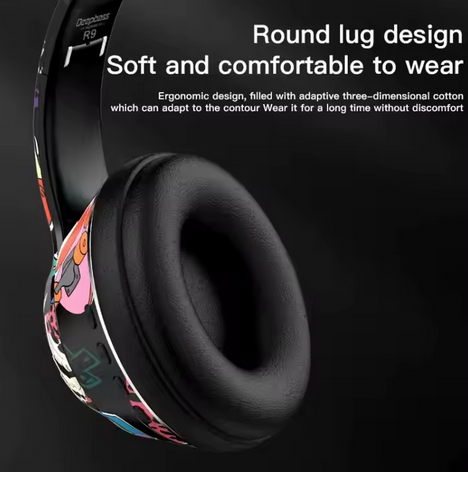 Deepbass
R9
Round lug design
Soft and comfortable to wear
Ergonomic design, filled with adaptive three-dimensional cotton
which can adapt to the contour Wear it for a long time without discomfort